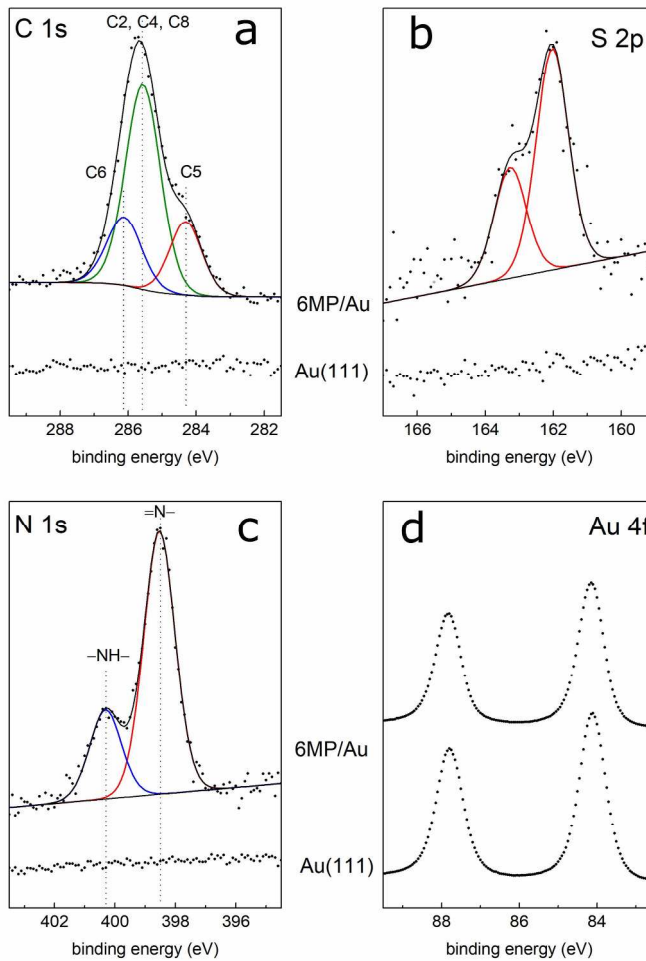 C 1s
C2, C4, C8
a
C6
C5
288 286 284 282
binding energy (eV)
b
S 2p
166 164 162 160
binding energy (eV)
6MP/Au
Au(111)
N 1s
=N–
c
–NH–
402 400 398 396
binding energy (eV)
d
Au 4f
88 86 84
binding energy (eV)
6MP/Au
Au(111)